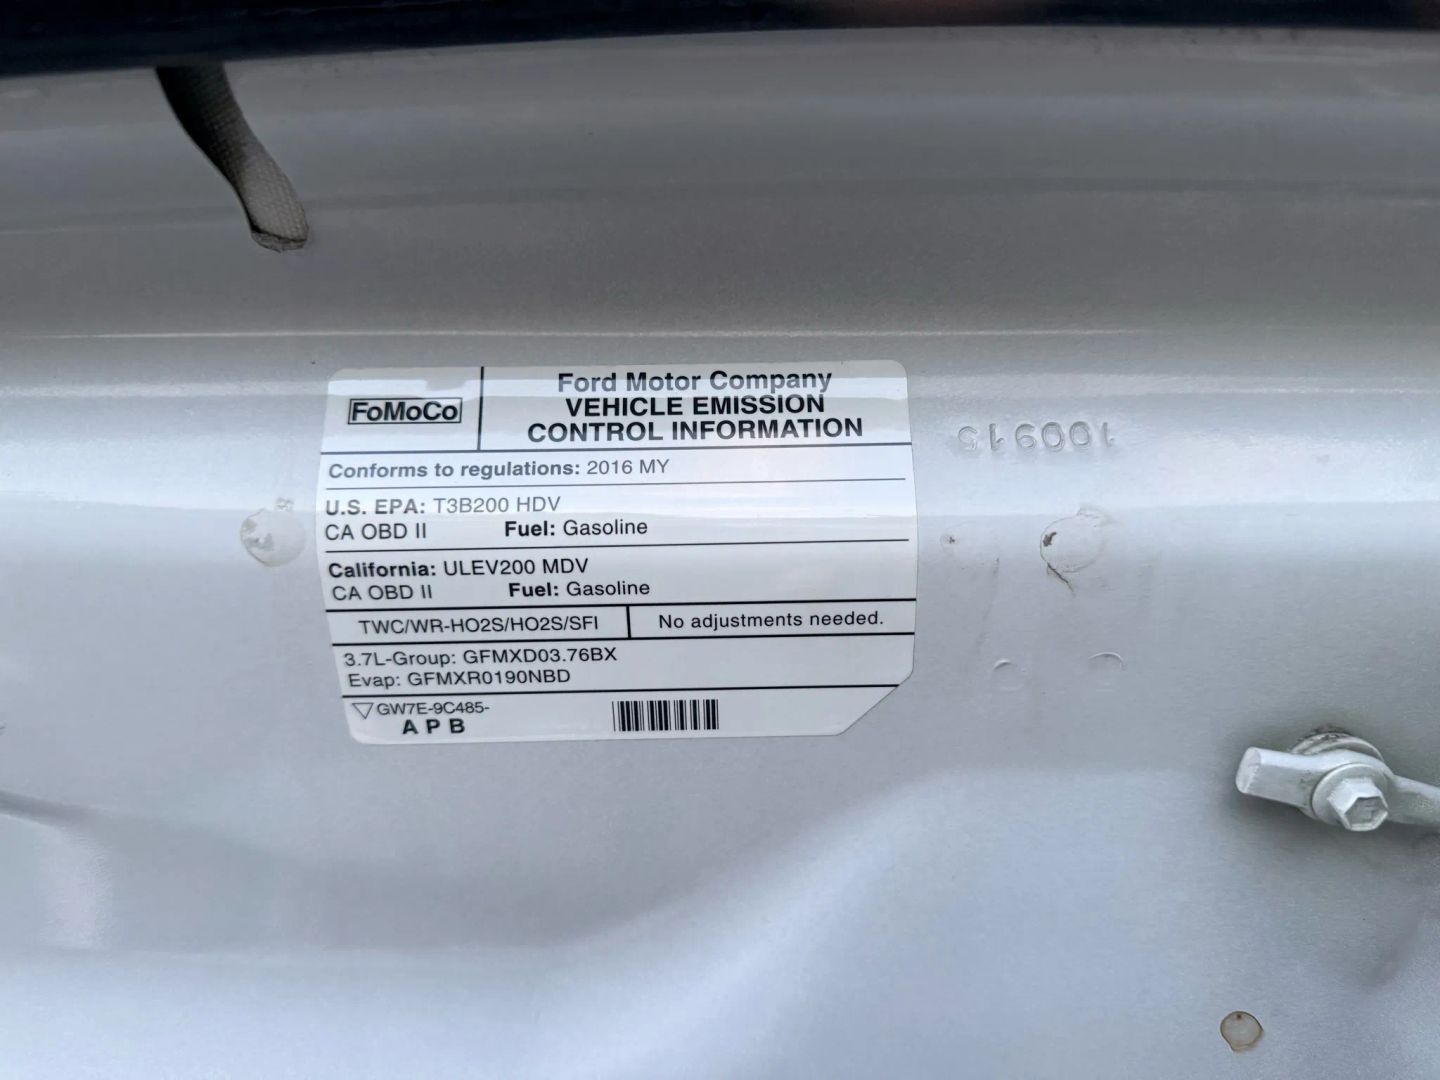 FoMoCo
Ford Motor Company
VEHICLE EMISSION
CONTROL INFORMATION
Conforms to regulations: 2016 MY
U.S. EPA: T3B200 HDV
CA OBD II Fuel: Gasoline
California: ULEV200 MDV
CA OBD II Fuel: Gasoline
TWC/WR-HO2S/HO2S/SFI
No adjustments needed.
3.7L-Group: GFMXD03.76BX
Evap: GFMXR0190NBD
GW7E-9C485-
A P B
100915